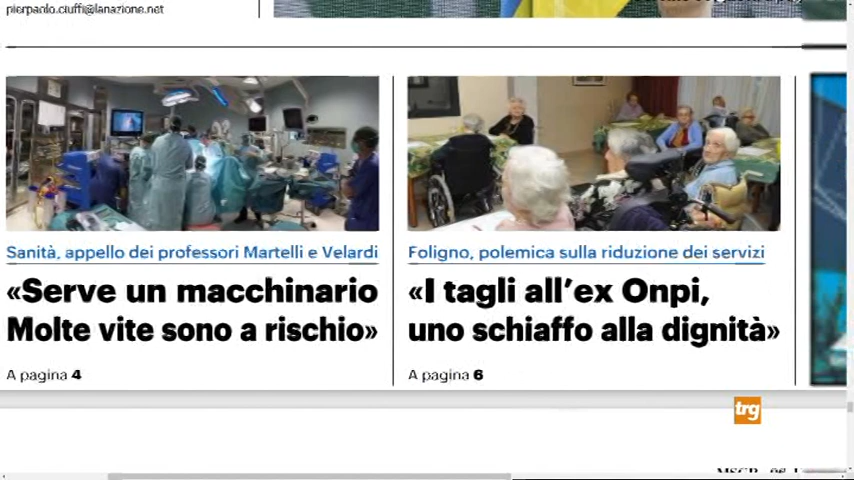 pierpaolo.ciuffi@lanazione.net
Sanità, appello dei professori Martelli e Velardi
«Serve un macchinario
Molte vite sono a rischio»
A pagina 4
Foligno, polemica sulla riduzione dei servizi
«I tagli all'ex Onpi,
uno schiaffo alla dignità»
A pagina 6
trg